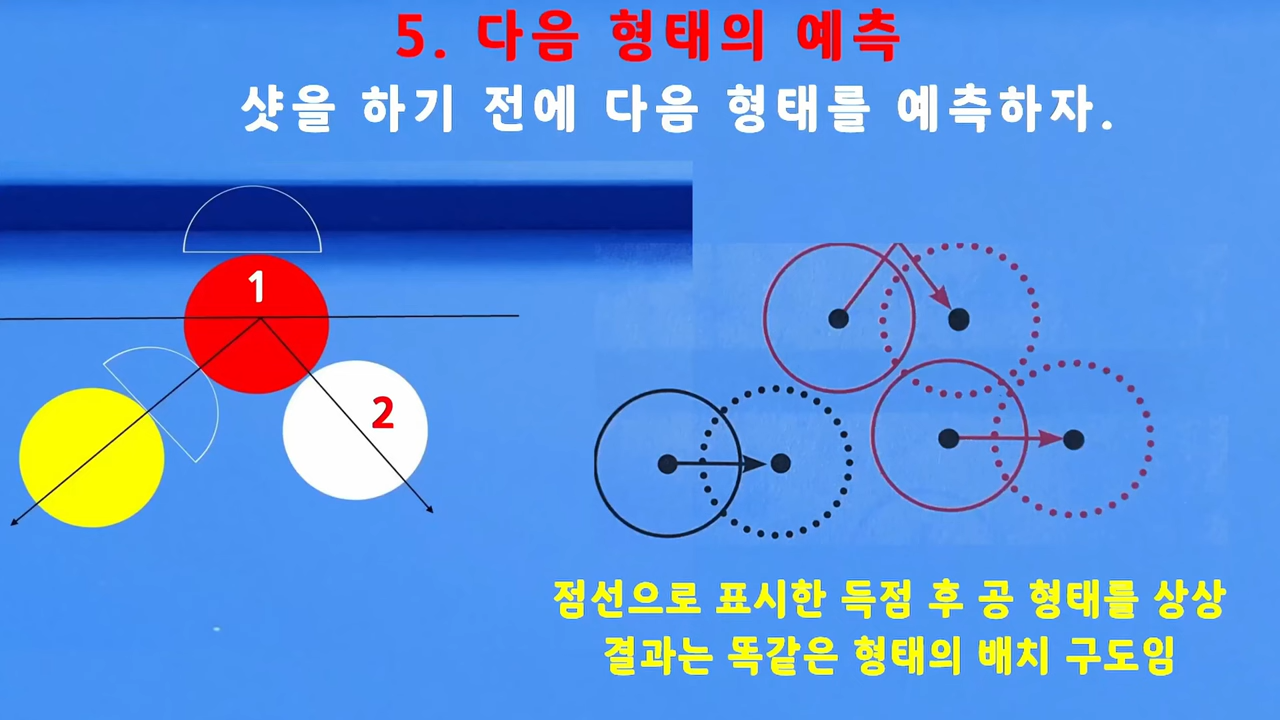 5. 다음 형태의 예측
샷을 하기 전에 다음 형태를 예측하자.
1
2
점선으로 표시한 득점 후 공 형태를 상상
결과는 똑같은 형태의 배치 구도임